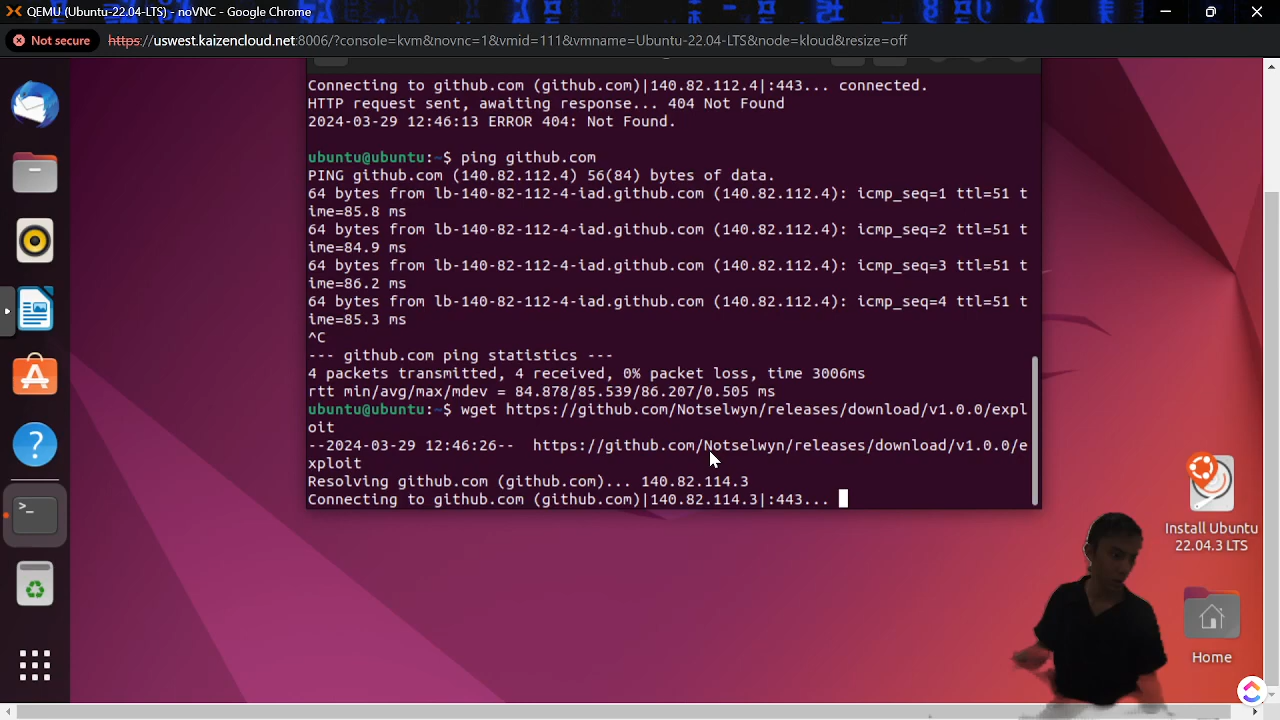 QEMU (Ubuntu-22.04-LTS) - noVNC - Google Chrome
Not secure https://uswest.kaizencloud.net:8006/?console=kvm&novnc=1&vmid=111&vmname=Ubuntu-22.04-LTS&node=kloud&resize=off
Connecting to github.com (github.com)|140.82.112.4|:443... connected.
HTTP request sent, awaiting response... 404 Not Found
2024-03-29 12:46:13 ERROR 404: Not Found.
ubuntu@ubuntu:~$ ping github.com
PING github.com (140.82.112.4) 56(84) bytes of data.
64 bytes from lb-140-82-112-4-iad.github.com (140.82.112.4): icmp_seq=1 ttl=51 t
ime=85.8 ms
64 bytes from lb-140-82-112-4-iad.github.com (140.82.112.4): icmp_seq=2 ttl=51 t
ime=84.9 ms
64 bytes from lb-140-82-112-4-iad.github.com (140.82.112.4): icmp_seq=3 ttl=51 t
ime=86.2 ms
64 bytes from lb-140-82-112-4-iad.github.com (140.82.112.4): icmp_seq=4 ttl=51 t
ime=85.3 ms
^C
--- github.com ping statistics ---
4 packets transmitted, 4 received, 0% packet loss, time 3006ms
rtt min/avg/max/mdev = 84.878/85.539/86.207/0.505 ms
ubuntu@ubuntu:~$ wget https://github.com/Notselwyn/releases/download/v1.0.0/expl
oit
--2024-03-29 12:46:26--  https://github.com/Notselwyn/releases/download/v1.0.0/e
xploit
Resolving github.com (github.com)... 140.82.114.3
Connecting to github.com (github.com)|140.82.114.3|:443...
Install Ubuntu
22.04.3 LTS
Home